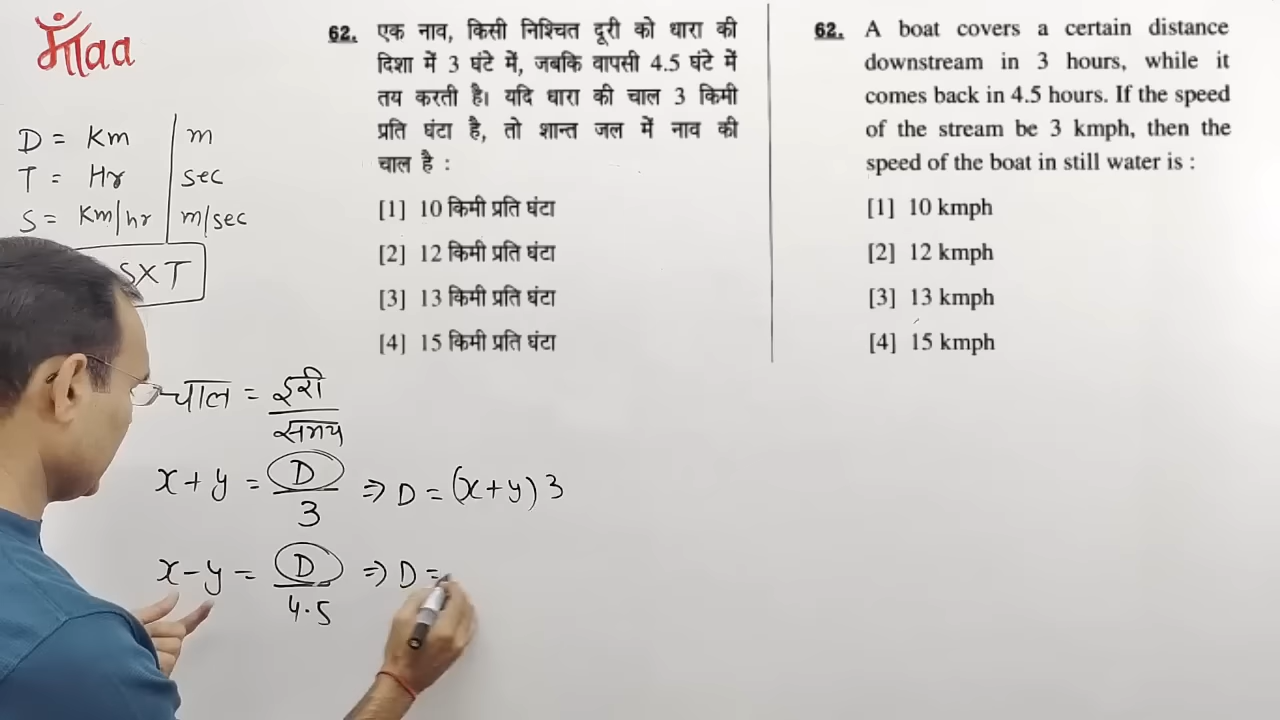 माँaa
D = Km | m
T = Hr | sec
S = Km/hr | m/sec
S×T
चाल = दूरी / समय
x+y = D/3 ⇒ D = (x+y)3
x-y = D/4.5 ⇒ D =
62. एक नाव, किसी निश्चित दूरी को धारा की
दिशा में 3 घंटे में, जबकि वापसी 4.5 घंटे में
तय करती है। यदि धारा की चाल 3 किमी
प्रति घंटा है, तो शान्त जल में नाव की
चाल है :
[1] 10 किमी प्रति घंटा
[2] 12 किमी प्रति घंटा
[3] 13 किमी प्रति घंटा
[4] 15 किमी प्रति घंटा
62. A boat covers a certain distance
downstream in 3 hours, while it
comes back in 4.5 hours. If the speed
of the stream be 3 kmph, then the
speed of the boat in still water is :
[1] 10 kmph
[2] 12 kmph
[3] 13 kmph
[4] 15 kmph